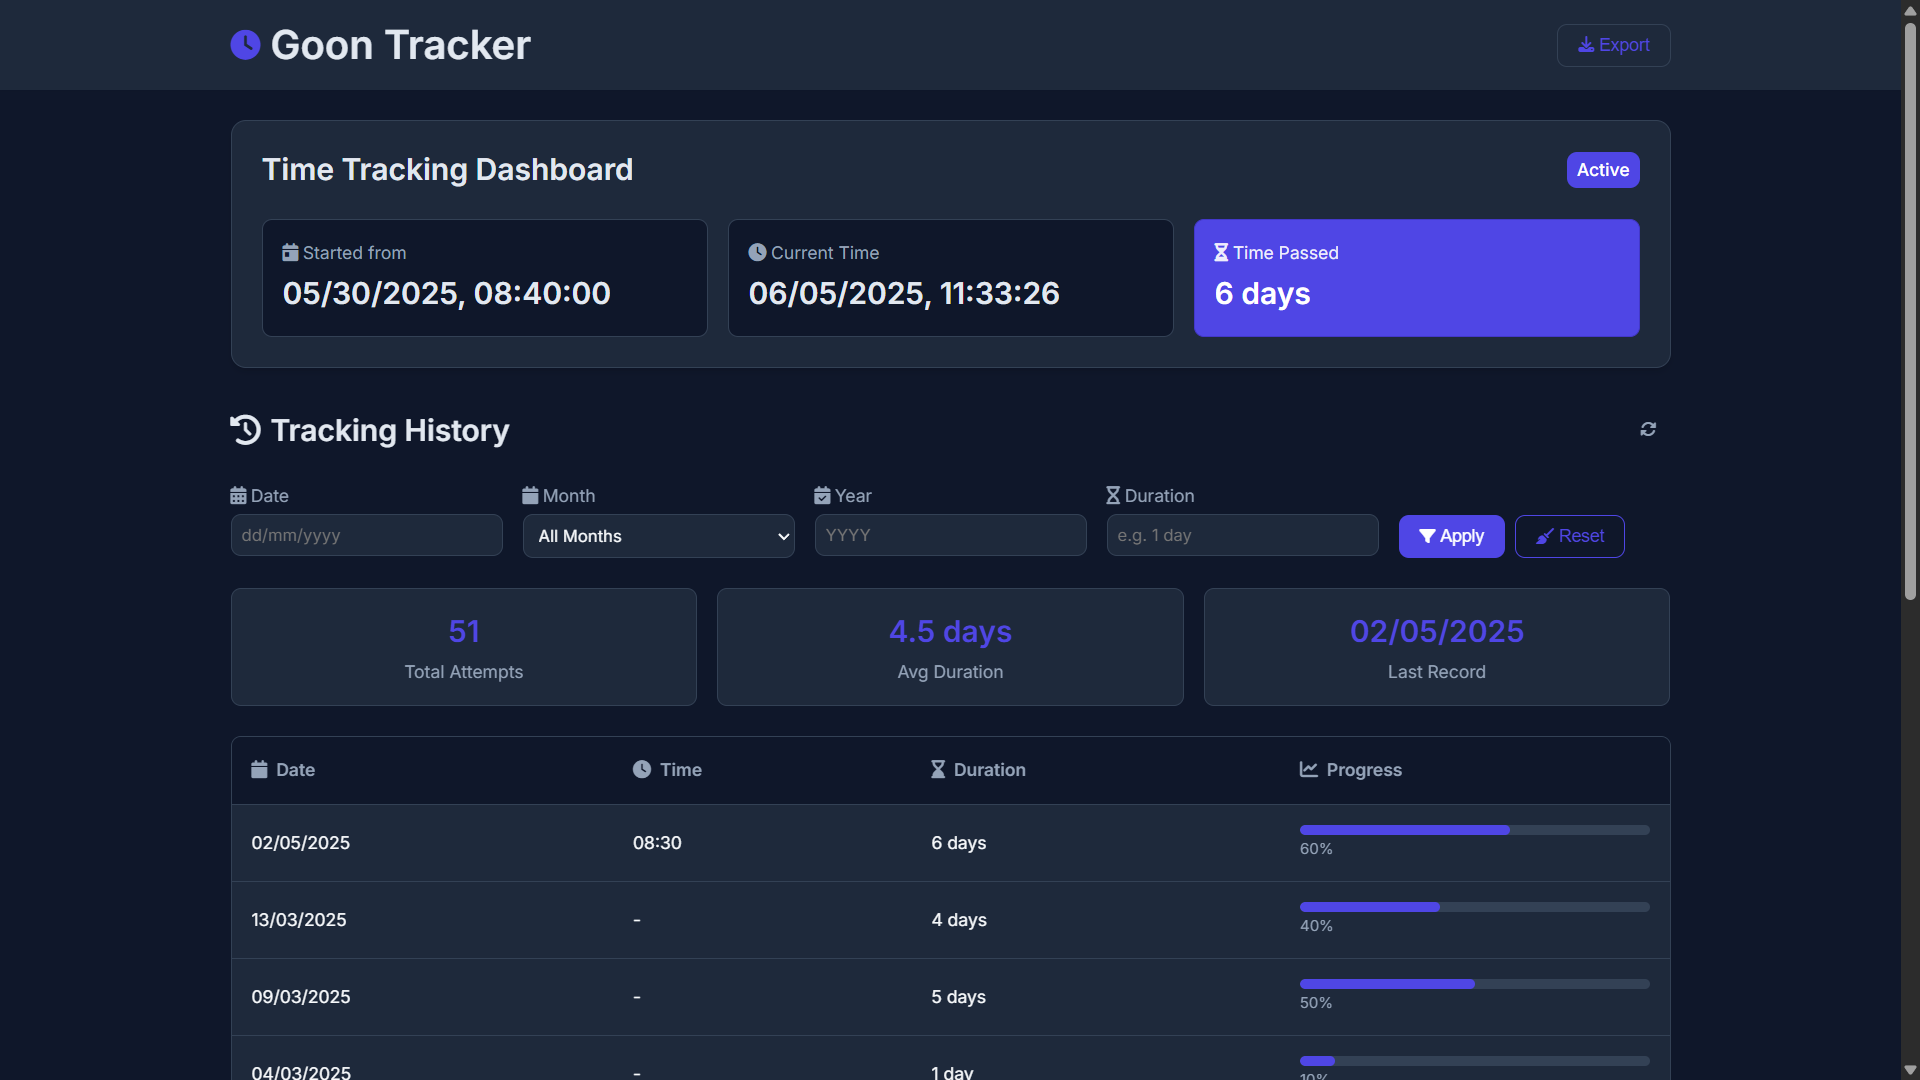 Goon Tracker
Export
Time Tracking Dashboard
Active
Started from
05/30/2025, 08:40:00
Current Time
06/05/2025, 11:33:26
Time Passed
6 days
Tracking History
Date
dd/mm/yyyy
Month
All Months
Year
YYYY
Duration
e.g. 1 day
Apply
Reset
51
Total Attempts
4.5 days
Avg Duration
02/05/2025
Last Record
Date Time Duration Progress
02/05/2025 08:30 6 days 60%
13/03/2025 - 4 days 40%
09/03/2025 - 5 days 50%
04/03/2025 - 1 day 10%